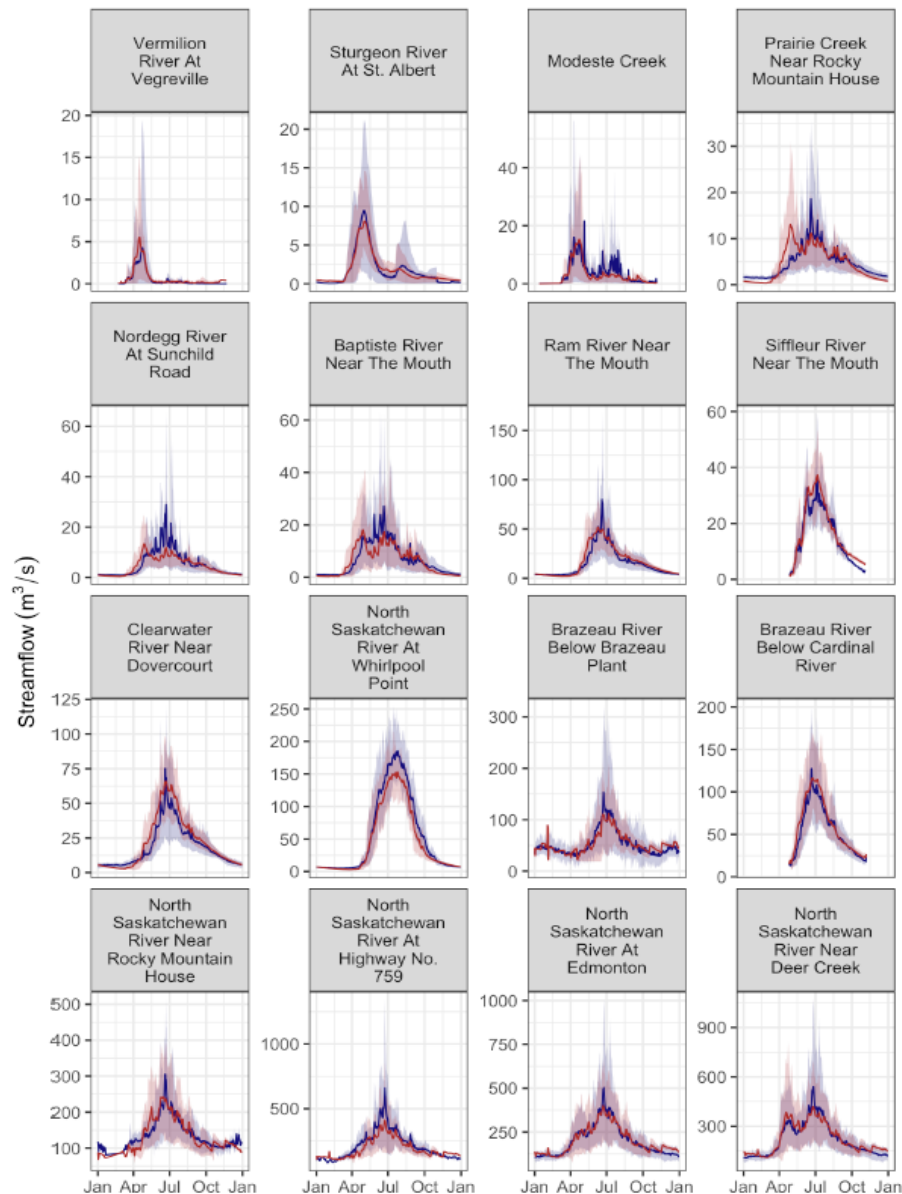 Vermilion
River At
Vegreville
Sturgeon River
At St. Albert
Modeste Creek
Prairie Creek
Near Rocky
Mountain House
20
15
10
5
0
20
15
10
5
0
40
20
0
30
20
10
0
Nordegg River
At Sunchild
Road
Baptiste River
Near The Mouth
Ram River Near
The Mouth
Siffleur River
Near The Mouth
60
40
20
0
60
40
20
0
150
100
50
0
60
40
20
0
Streamflow (m³/s)
Clearwater
River Near
Dovercourt
North
Saskatchewan
River At
Whirlpool
Point
Brazeau River
Below Brazeau
Plant
Brazeau River
Below Cardinal
River
125
100
75
50
25
0
250
200
150
100
50
0
300
200
100
0
200
150
100
50
0
North
Saskatchewan
River Near
Rocky Mountain
House
North
Saskatchewan
River At
Highway No.
759
North
Saskatchewan
River At
Edmonton
North
Saskatchewan
River Near
Deer Creek
500
400
300
200
100
1000
500
1000
750
500
250
0
900
600
300
Jan Apr Jul Oct Jan
Jan Apr Jul Oct Jan
Jan Apr Jul Oct Jan
Jan Apr Jul Oct Jan